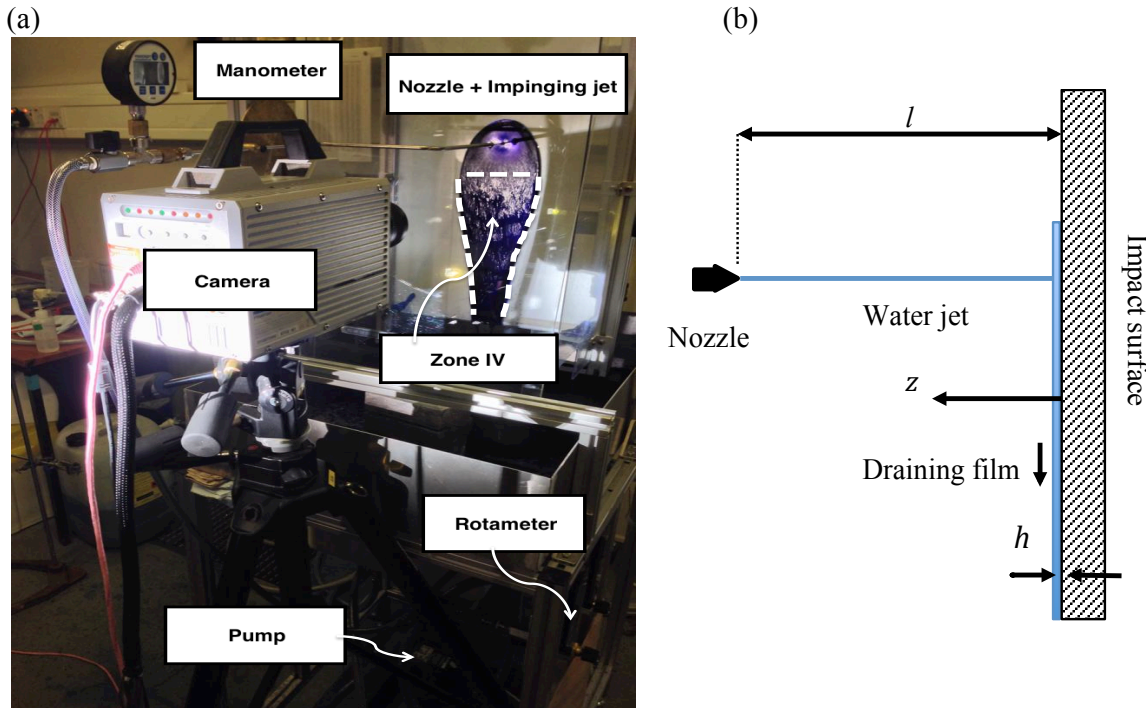 (a)
Manometer
Nozzle + Impinging jet
Camera
Zone IV
Rotameter
Pump
(b)
l
Nozzle
Water jet
z
Draining film
h
Impact surface